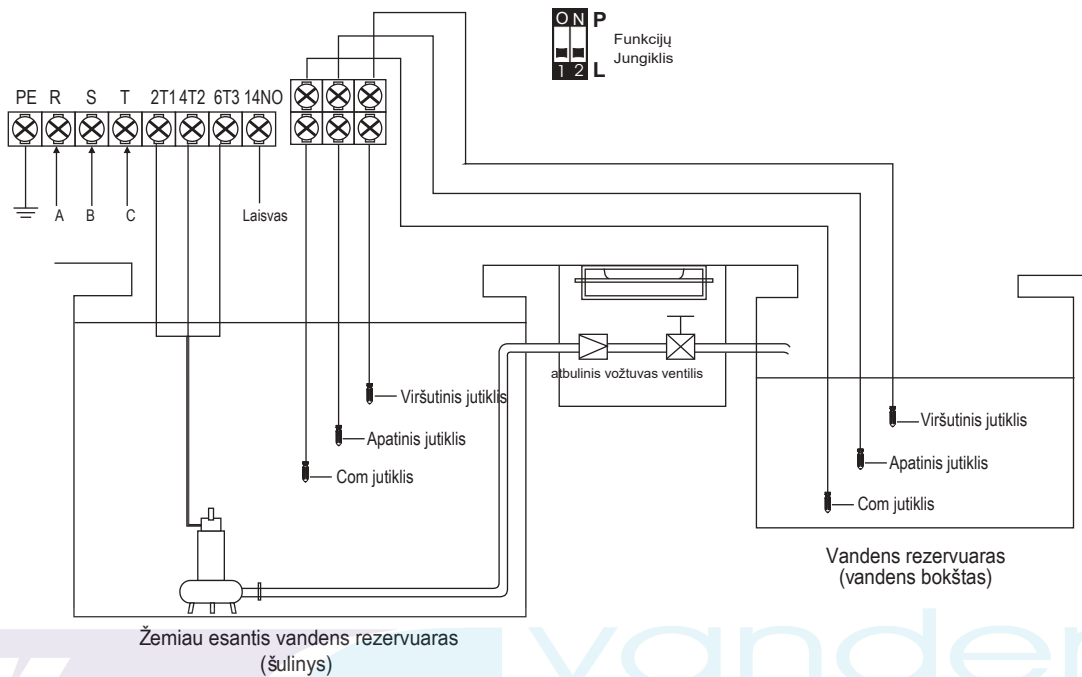 ON P
Funkcijų
Jungiklis
1 2 L
PE R S T 2T1 4T2 6T3 14NO
A B C Laisvas
atbulinis vožtuvas ventilis
Viršutinis jutiklis
Apatinis jutiklis
Com jutiklis
Viršutinis jutiklis
Apatinis jutiklis
Com jutiklis
Vandens rezervuaras
(vandens bokštas)
Žemiau esantis vandens rezervuaras
(šulinys)